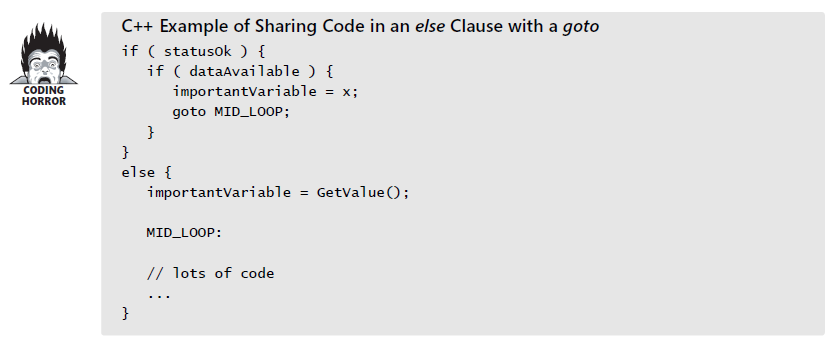 C++ Example of Sharing Code in an else Clause with a goto
if ( statusOk ) {
   if ( dataAvailable ) {
      importantVariable = x;
      goto MID_LOOP;
   }
}
else {
   importantVariable = GetValue();
   MID_LOOP:
   // lots of code
   ...
}
CODING
HORROR